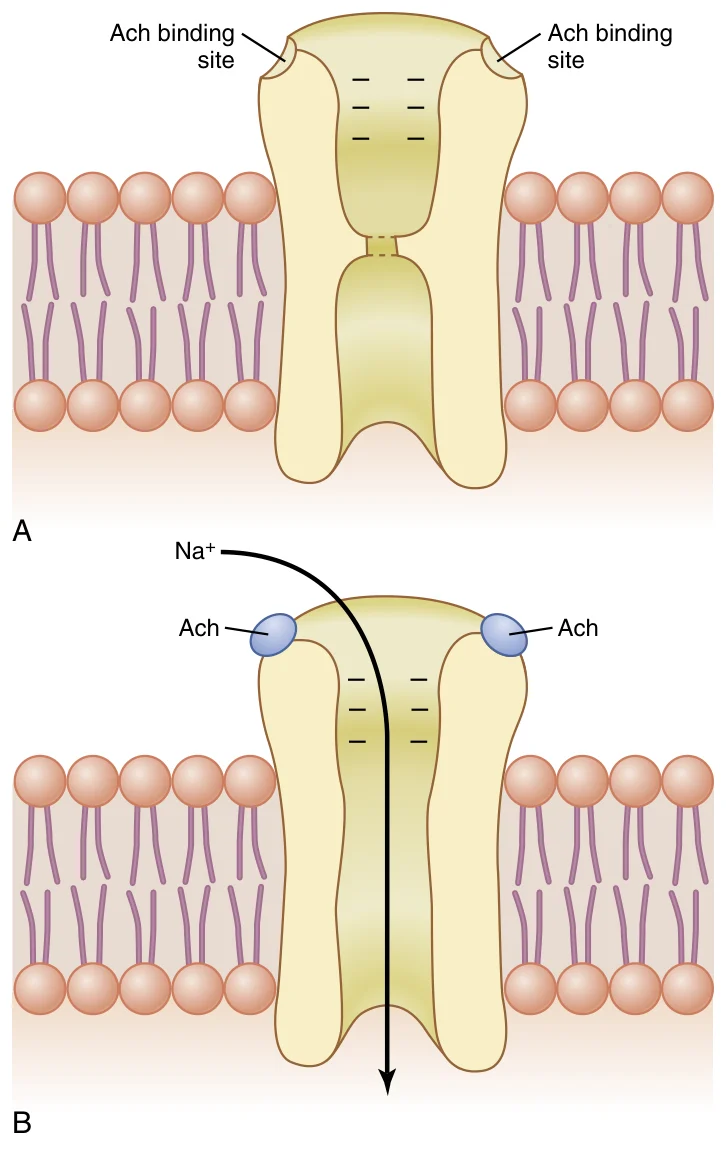 Ach binding
site
Ach binding
site
– –
– –
– –
A
Na⁺
Ach
Ach
– –
– –
– –
B